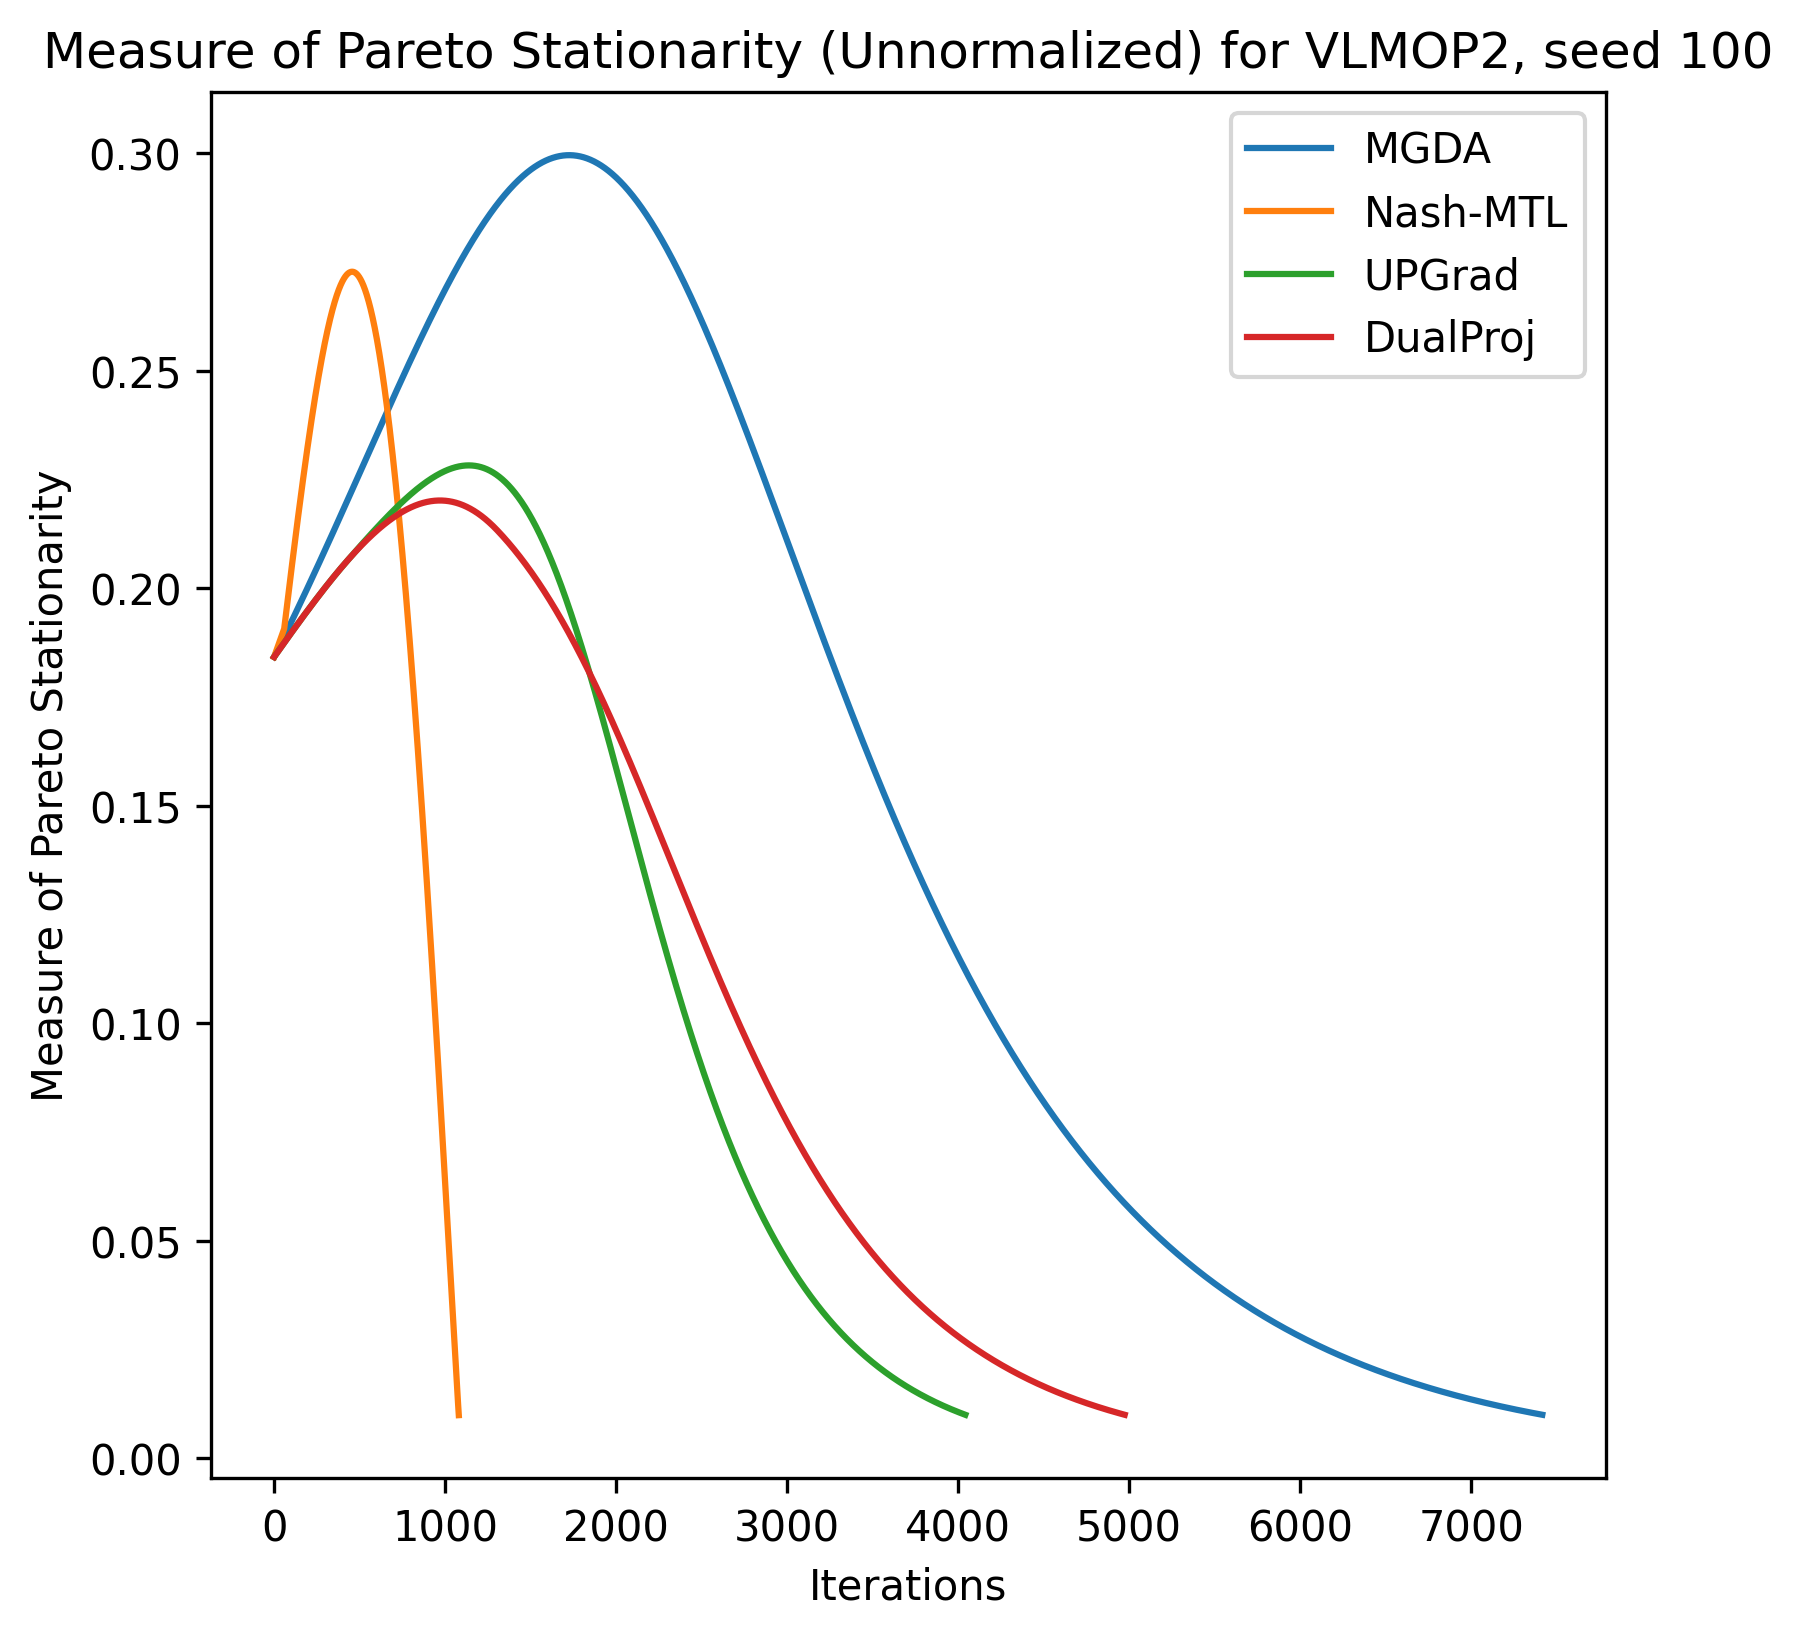 Measure of Pareto Stationarity (Unnormalized) for VLMOP2, seed 100
MGDA
Nash-MTL
UPGrad
DualProj
Measure of Pareto Stationarity
0.30
0.25
0.20
0.15
0.10
0.05
0.00
0 1000 2000 3000 4000 5000 6000 7000
Iterations